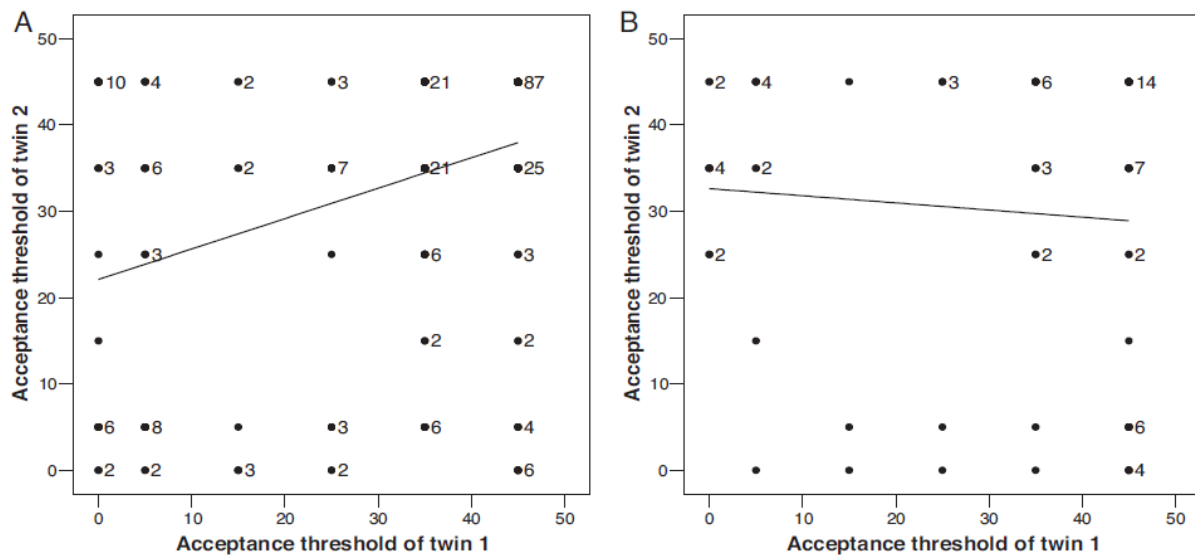 A
B
50
10 4 2 3 21 87
2 4 3 6 14
40
3 6 2 7 21 25
4 2 3 7
30
3 6 3
2 2 2
20
2 2
10
6 8 3 6 4
6
0
2 2 3 2 6
4
0 10 20 30 40 50
0 10 20 30 40 50
Acceptance threshold of twin 1
Acceptance threshold of twin 1
Acceptance threshold of twin 2
Acceptance threshold of twin 2
50
40
30
20
10
0